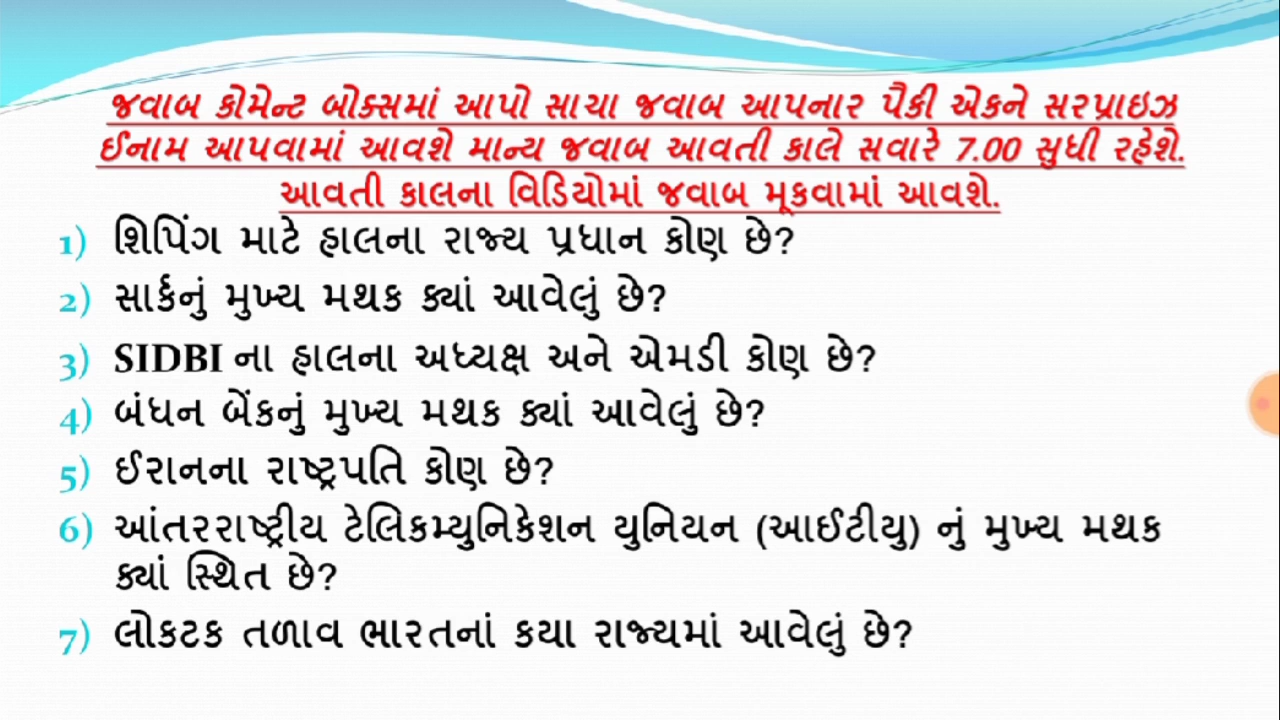 જવાબ કોમેન્ટ બોક્સમાં આપો સાચા જવાબ આપનાર પૈકી એકને સરપ્રાઇઝ
ઈનામ આપવામાં આવશે માન્ય જવાબ આવતી કાલે સવારે 7.00 સુધી રહેશે.
આવતી કાલના વિડિયોમાં જવાબ મૂકવામાં આવશે.
1) શિપિંગ માટે હાલના રાજ્ય પ્રધાન કોણ છે?
2) સાર્કનું મુખ્ય મથક ક્યાં આવેલું છે?
3) SIDBI ના હાલના અધ્યક્ષ અને એમડી કોણ છે?
4) બંધન બેંકનું મુખ્ય મથક ક્યાં આવેલું છે?
5) ઈરાનના રાષ્ટ્રપતિ કોણ છે?
6) આંતરરાષ્ટ્રીય ટેલિકમ્યુનિકેશન યુનિયન (આઈટીયુ) નું મુખ્ય મથક
ક્યાં સ્થિત છે?
7) લોકટક તળાવ ભારતનાં કયા રાજ્યમાં આવેલું છે?